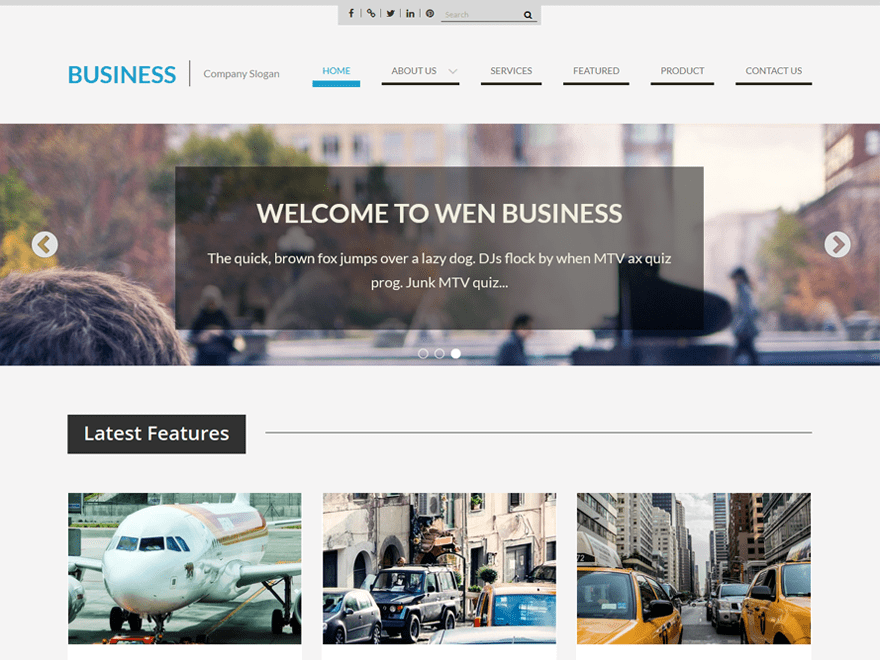 Search
BUSINESS
Company Slogan
HOME
ABOUT US
SERVICES
FEATURED
PRODUCT
CONTACT US
WELCOME TO WEN BUSINESS
The quick, brown fox jumps over a lazy dog. DJs flock by when MTV ax quiz
prog. Junk MTV quiz...
Latest Features
72